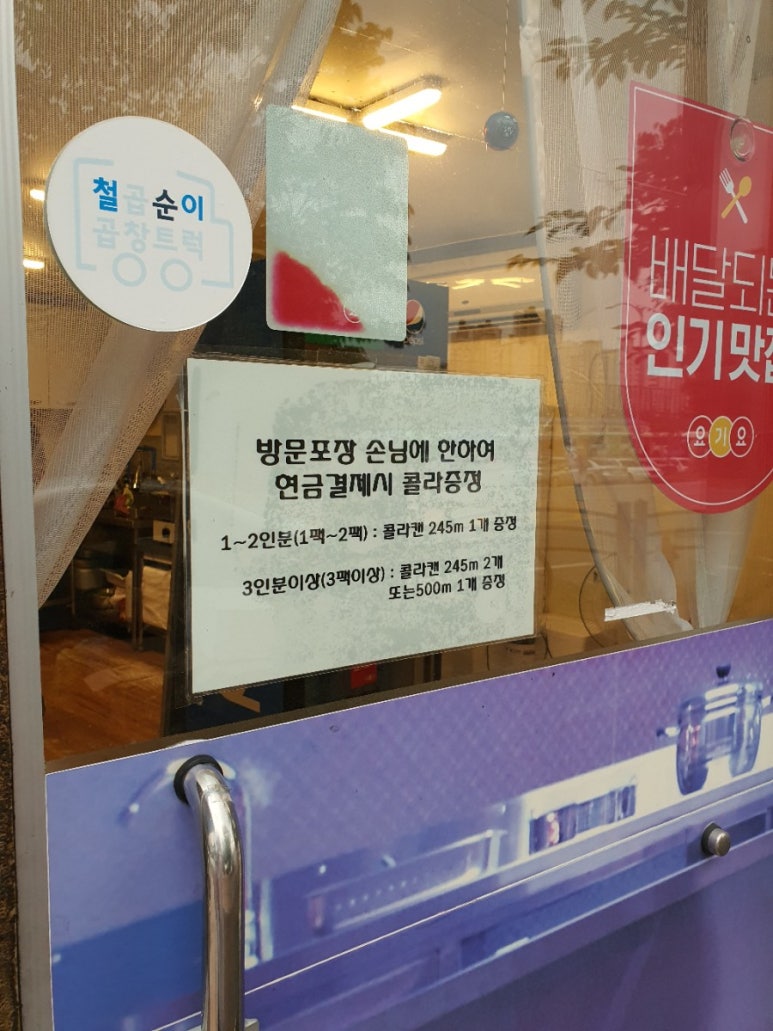 철곱순이
곱창트럭
방문포장 손님에 안하여
현금결제시 콜라증정
1~2인분(1팩~2팩) : 콜라캔 245m 1개 증정
3인분이상(3팩이상) : 콜라캔 245m 2개
또는500m 1개 증정
배달되는
인기맛집
요기요